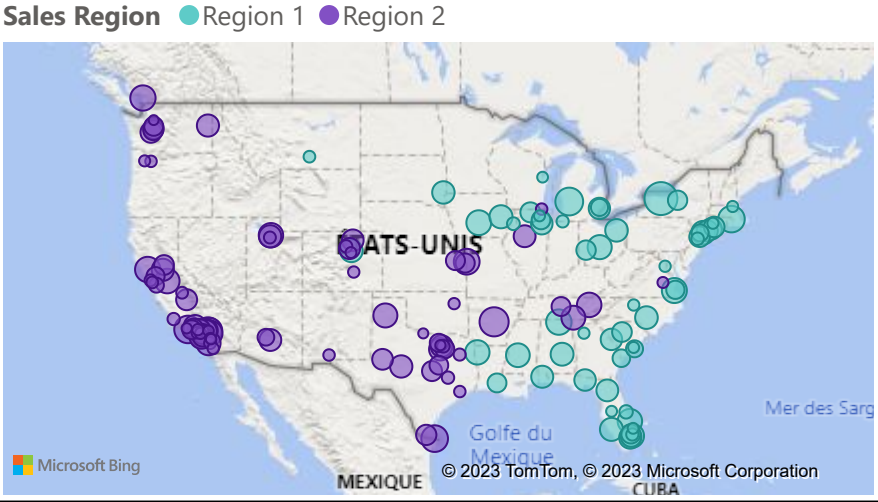 Sales Region Region 1 Region 2
ÉTATS-UNIS
Mer des Sarg
Golfe du
Mexique
Microsoft Bing
© 2023 TomTom, © 2023 Microsoft Corporation
MEXIQUE
CUBA